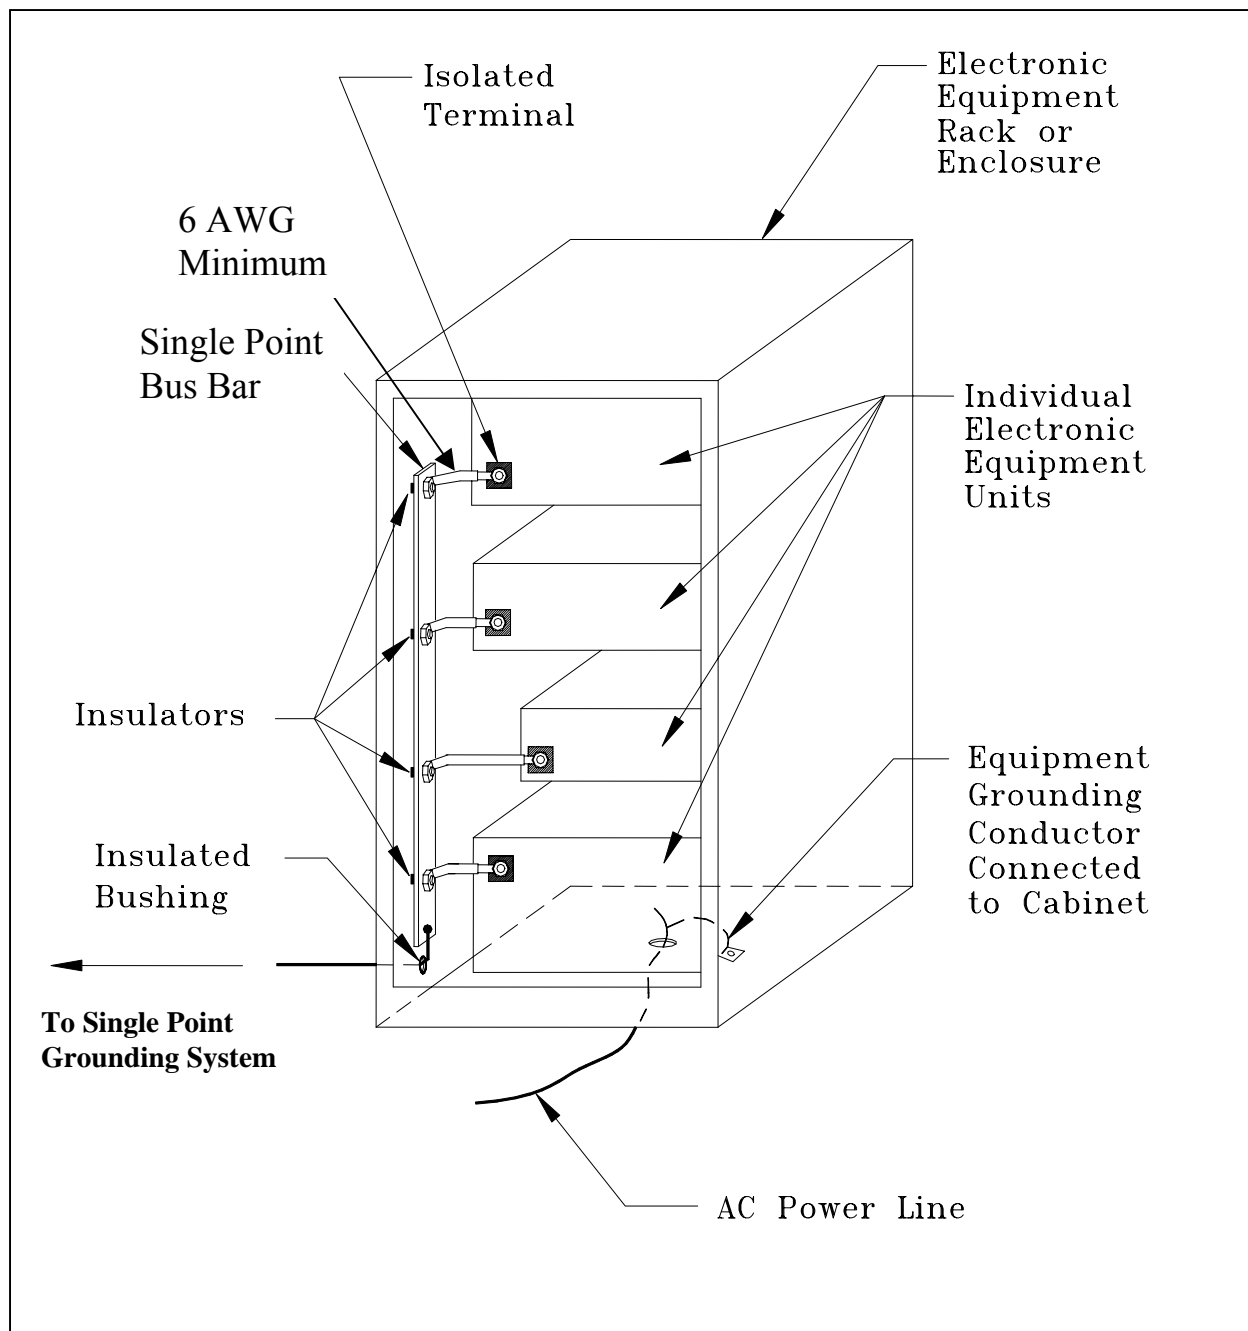 Isolated
Terminal
Electronic
Equipment
Rack or
Enclosure
6 AWG
Minimum
Single Point
Bus Bar
Individual
Electronic
Equipment
Units
Insulators
Equipment
Grounding
Conductor
Connected
to Cabinet
Insulated
Bushing
To Single Point
Grounding System
AC Power Line